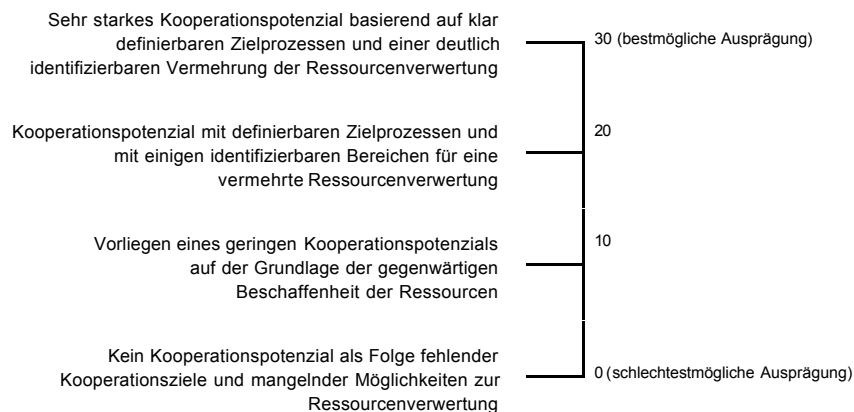 Sehr starkes Kooperationspotenzial basierend auf klar
definierbaren Zielprozessen und einer deutlich
identifizierbaren Vermehrung der Ressourcenverwertung
30 (bestmögliche Ausprägung)
Kooperationspotenzial mit definierbaren Zielprozessen und
mit einigen identifizierbaren Bereichen für eine
vermehrte Ressourcenverwertung
20
Vorliegen eines geringen Kooperationspotenzials
auf der Grundlage der gegenwärtigen
Beschaffenheit der Ressourcen
10
Kein Kooperationspotenzial als Folge fehlender
Kooperationsziele und mangelnder Möglichkeiten zur
Ressourcenverwertung
0 (schlechtestmögliche Ausprägung)